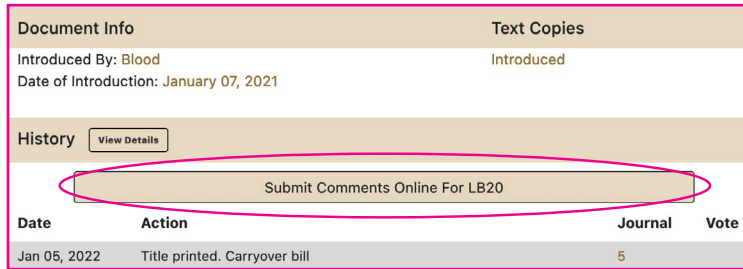 Document Info Text Copies
Introduced By: Blood Introduced
Date of Introduction: January 07, 2021
History View Details
Submit Comments Online For LB20
Date Action Journal Vote
Jan 05, 2022 Title printed. Carryover bill 5